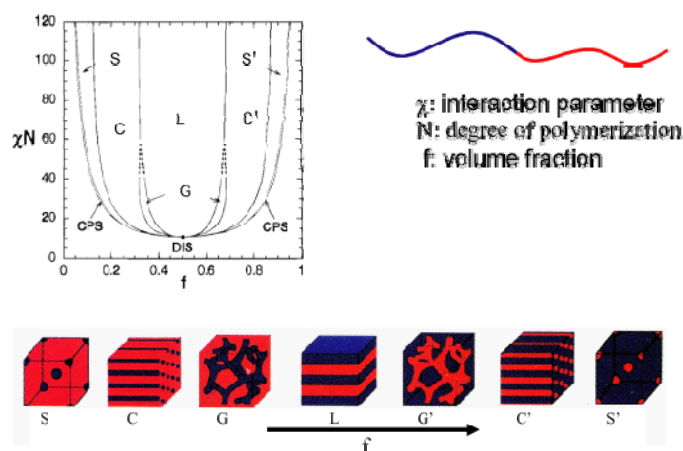 120
100
80
60
40
20
0
χN
S
S'
C
L
C'
G
CPS
CPS
DIS
0
0.2
0.4
0.6
0.8
1
f
χ: interaction parameter
N: degree of polymerization
f: volume fraction
S C G L G' C' S'
f